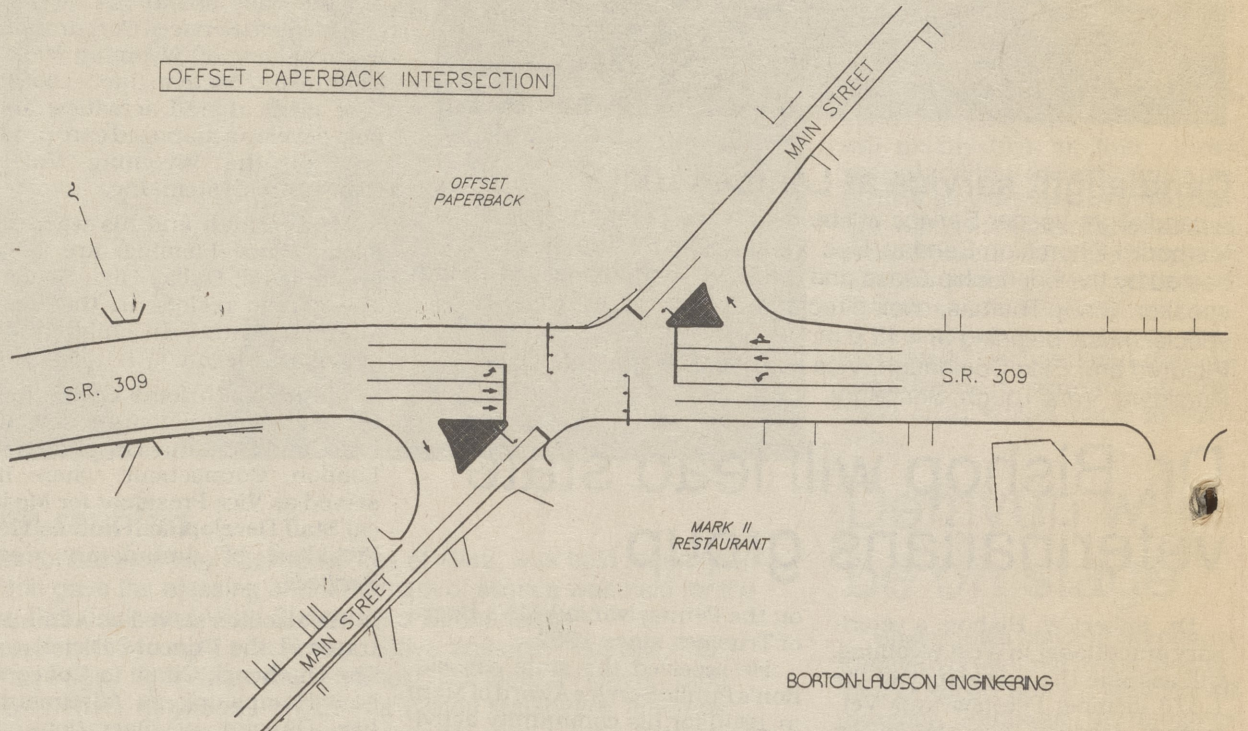 OFFSET PAPERBACK INTERSECTION
OFFSET
PAPERBACK
MAIN STREET
S.R. 309
S.R. 309
MARK II
RESTAURANT
MAIN STREET
BORTON-LAWSON ENGINEERING